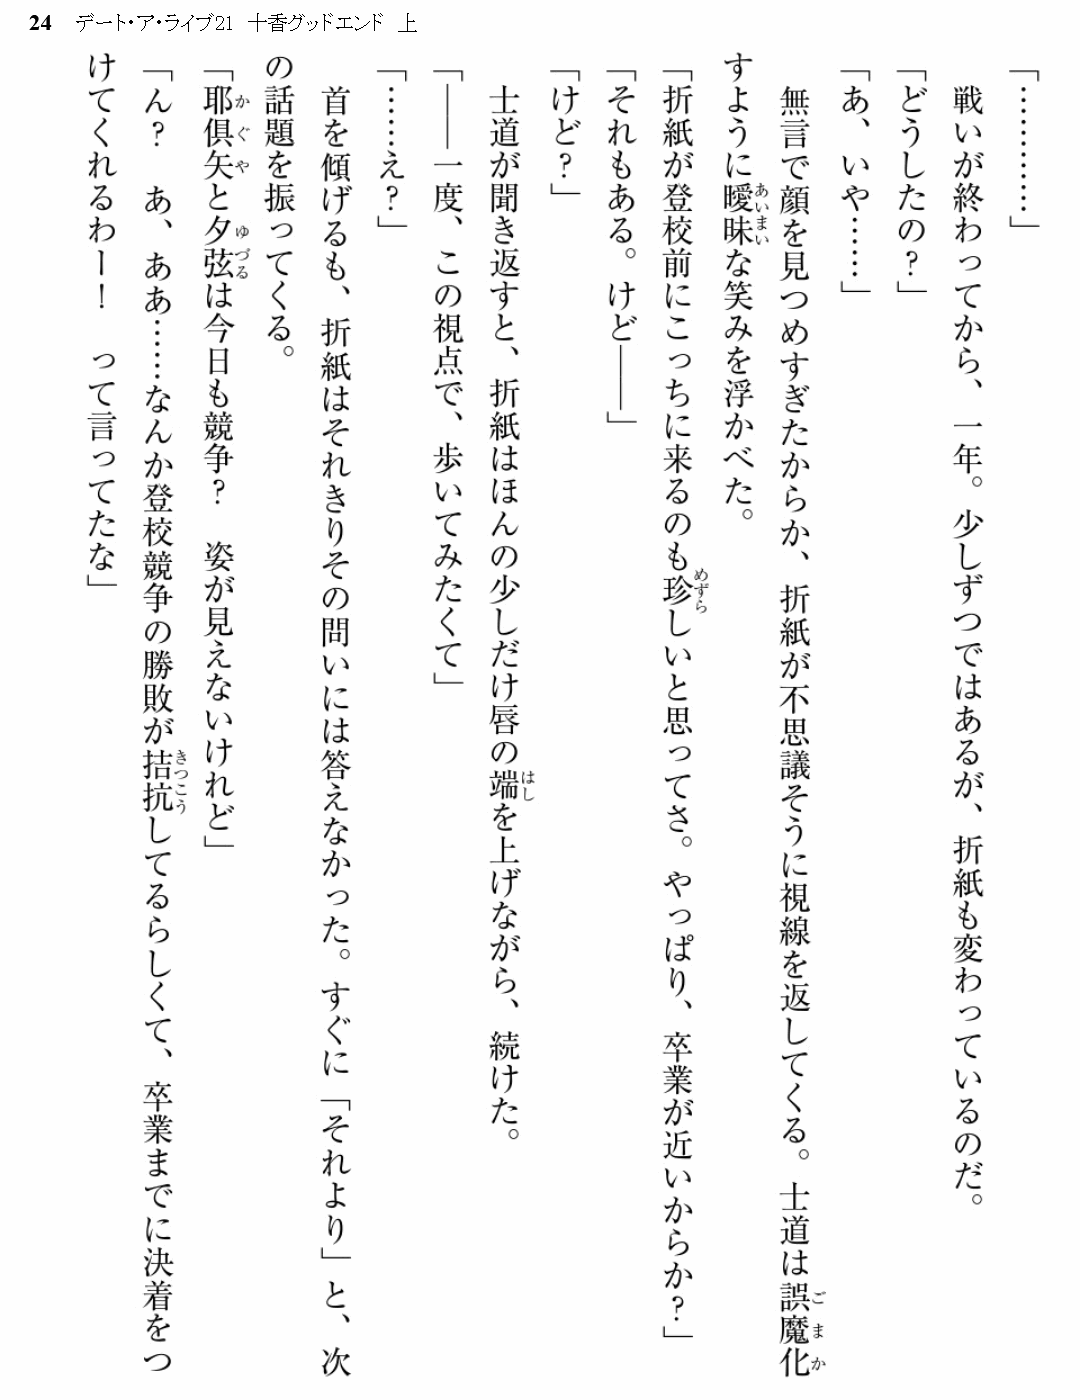 24 デート・ア・ライブ21 十香グッドエンド 上
「…………」
戦いが終わってから、一年。少しずつではあるが、折紙も変わっているのだ。
「どうしたの？」
「あ、いや……」
無言で顔を見つめすぎたからか、折紙が不思議そうに視線を返してくる。士道は誤魔化
すように曖昧な笑みを浮かべた。
「折紙が登校前にこっちに来るのも珍しいと思ってさ。やっぱり、卒業が近いからか？」
「それもある。けど――」
「けど？」
士道が聞き返すと、折紙はほんの少しだけ唇の端を上げながら、続けた。
「――一度、この視点で、歩いてみたくて」
「……え？」
首を傾げるも、折紙はそれきりその問いには答えなかった。すぐに「それより」と、次
の話題を振ってくる。
「耶倶矢と夕弦は今日も競争？　姿が見えないけれど」
「ん？　あ、ああ……なんか登校競争の勝敗が拮抗してるらしくて、卒業までに決着をつ
けてくれるわー！　って言ってたな」